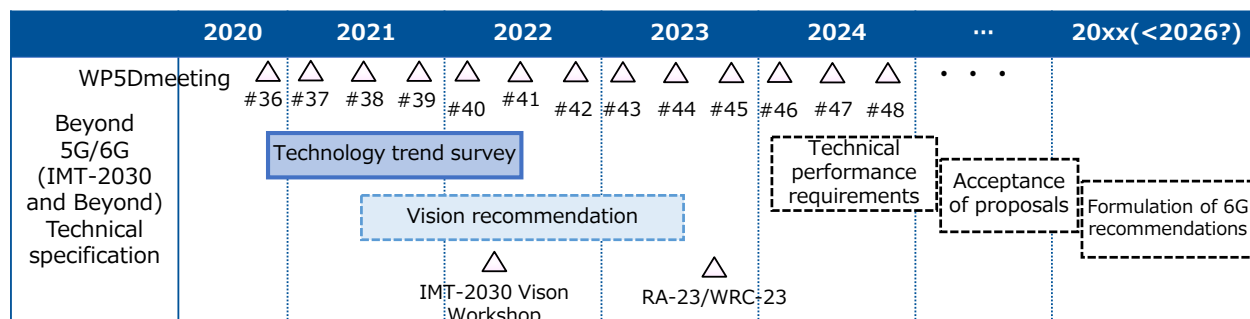 2020 2021 2022 2023 2024 … 20xx(<2026?)
WP5Dmeeting
#36 #37 #38 #39 #40 #41 #42 #43 #44 #45 #46 #47 #48
・・・
Beyond
5G/6G
(IMT-2030
and Beyond)
Technical
specification
Technology trend survey
Vision recommendation
Technical
performance
requirements
Acceptance
of proposals
Formulation of 6G
recommendations
IMT-2030 Vison
Workshop
RA-23/WRC-23